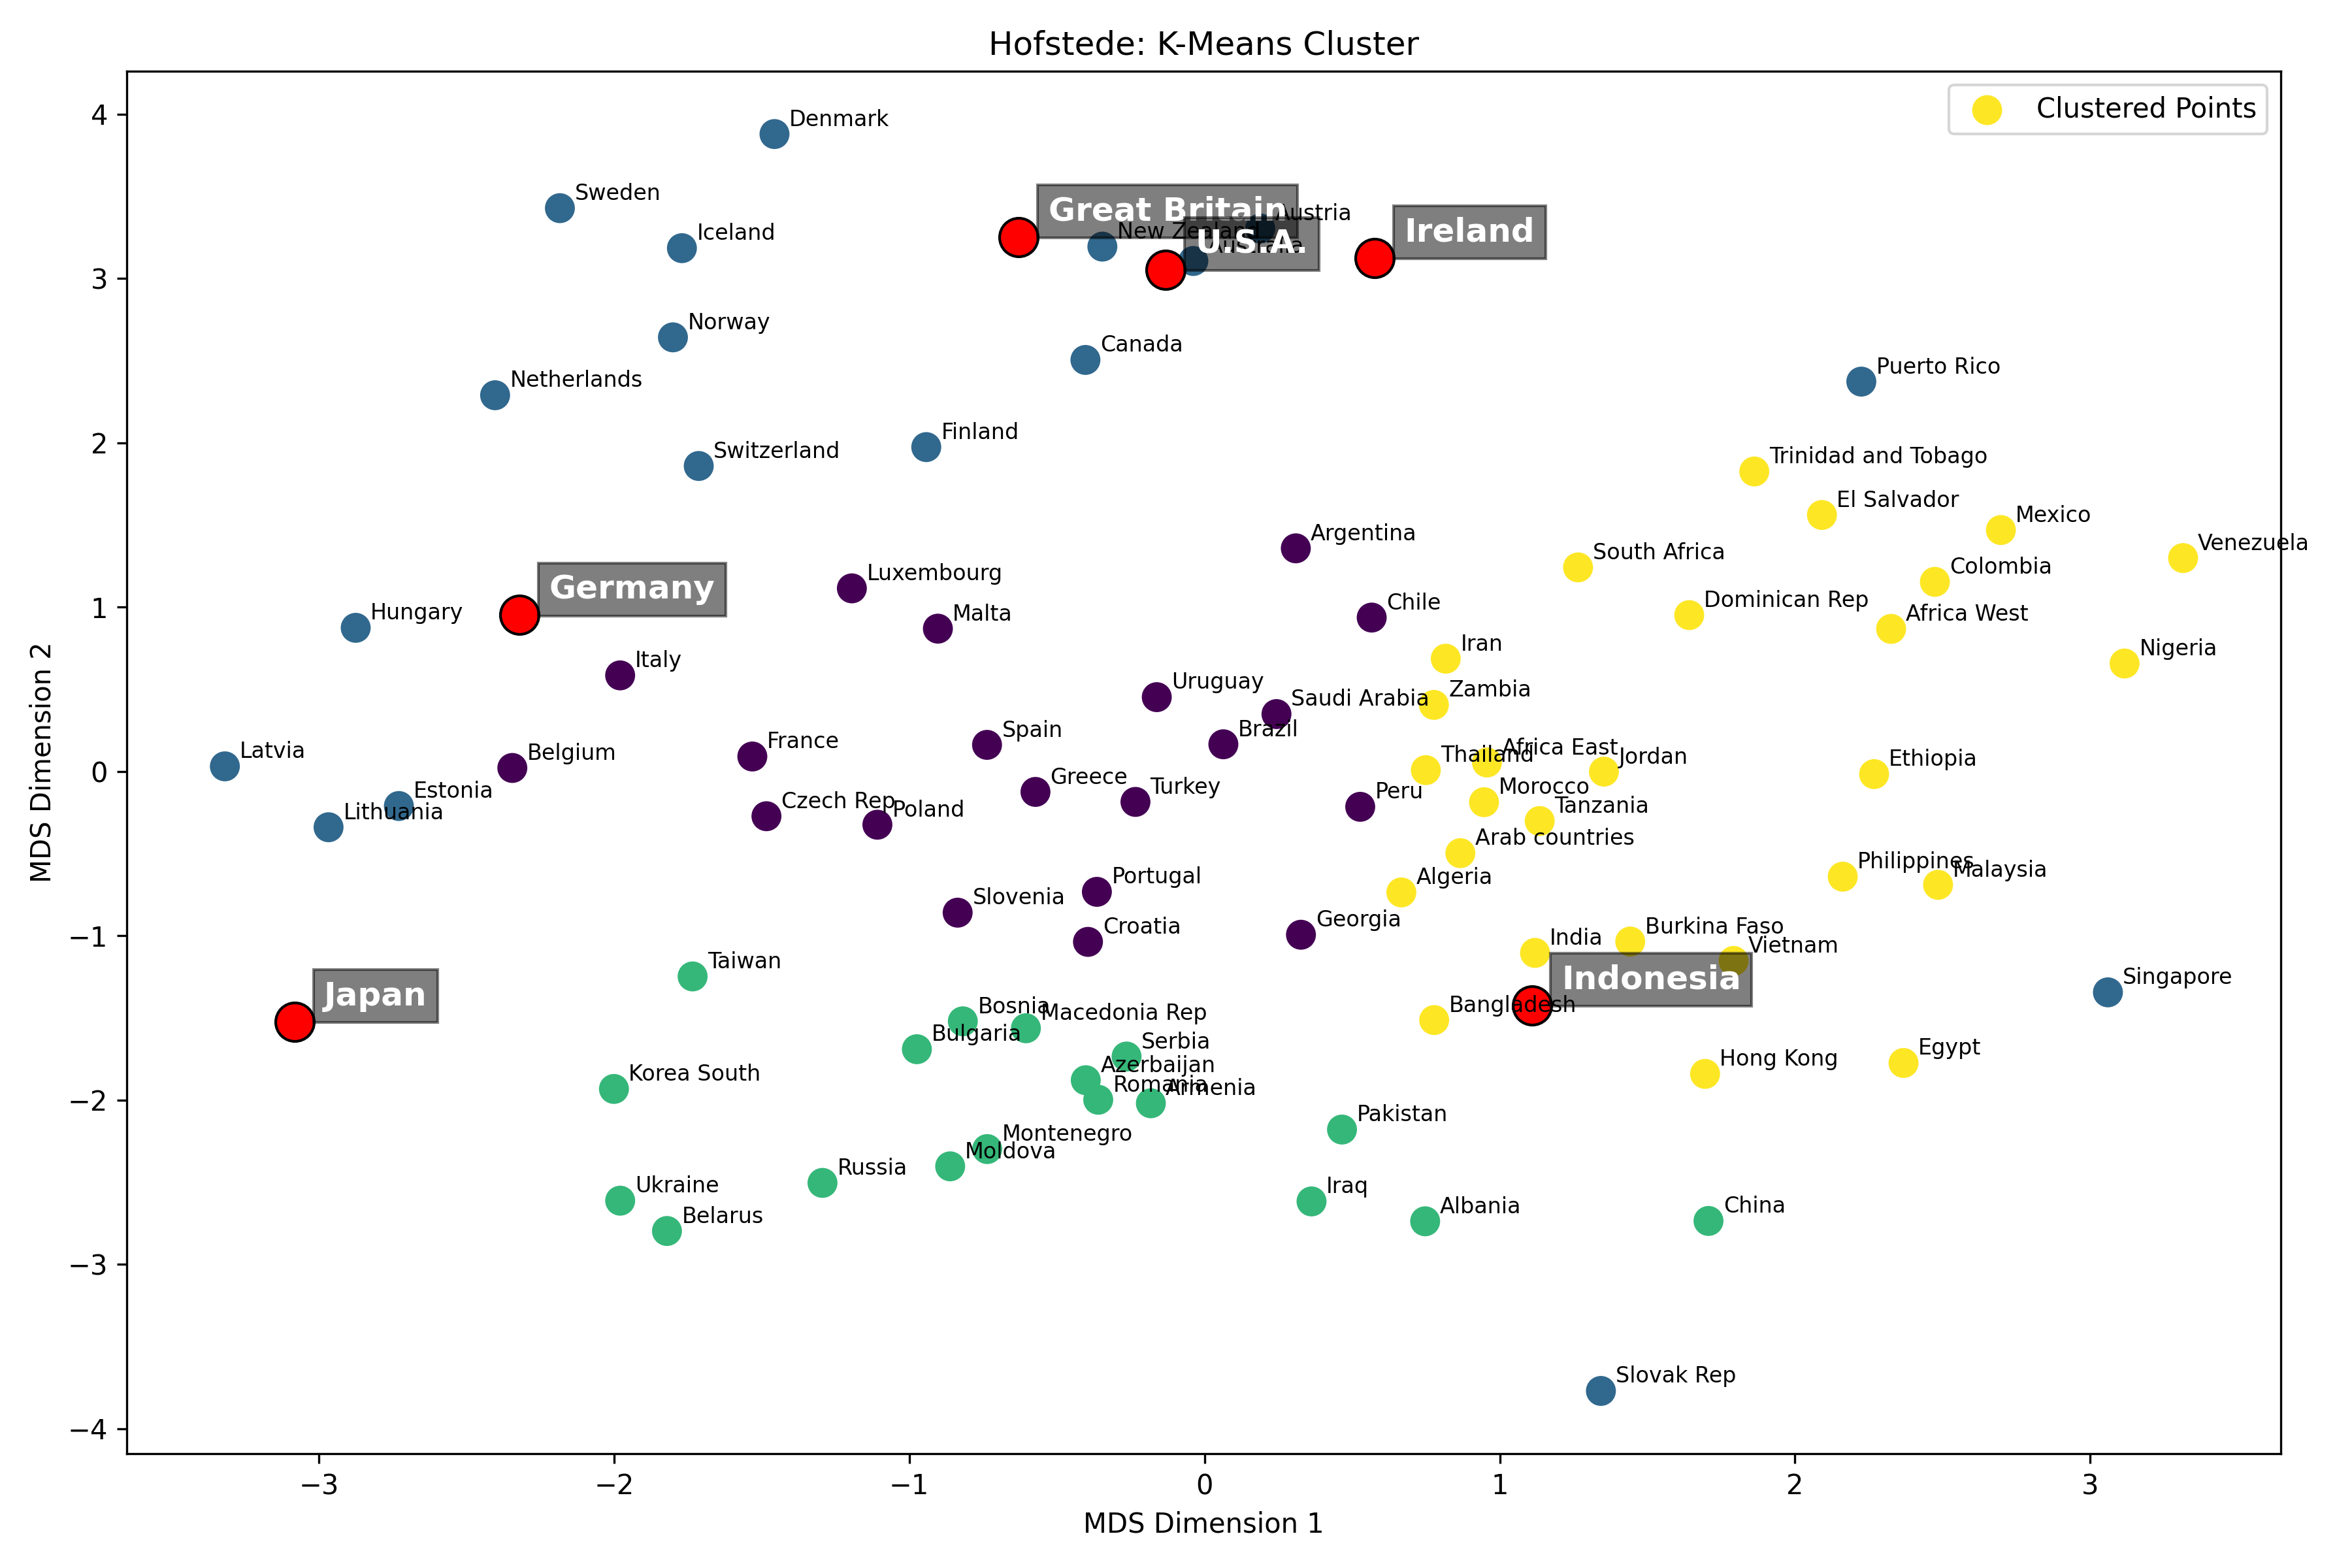 Hofstede: K-Means Cluster
Clustered Points
4
Denmark
Sweden
Great Britain
Austria
Ireland
Iceland
New Zealand
U.S.A.
Australia
3
Norway
Canada
Netherlands
Puerto Rico
Finland
2
Switzerland
Trinidad and Tobago
El Salvador
Mexico
Argentina
South Africa
Venezuela
Luxembourg
Colombia
Germany
1
Hungary
Malta
Chile
Dominican Rep
Africa West
Italy
Iran
Nigeria
Uruguay
Saudi Arabia
Zambia
Latvia
Belgium
France
Spain
Brazil
Thailand
Africa East
Jordan
Ethiopia
0
Estonia
Lithuania
Czech Rep
Poland
Greece
Turkey
Peru
Morocco
Tanzania
Arab countries
Portugal
Algeria
Philippines
Malaysia
Slovenia
Croatia
Georgia
India
Burkina Faso
Vietnam
−1
Taiwan
Japan
Indonesia
Singapore
Bosnia
Macedonia Rep
Bangladesh
Bulgaria
Serbia
Azerbaijan
Hong Kong
Egypt
Korea South
Romania
Armenia
−2
Pakistan
Montenegro
Moldova
Russia
Ukraine
Iraq
Belarus
Albania
China
−3
Slovak Rep
−4
−3
−2
−1
0
1
2
3
MDS Dimension 1
MDS Dimension 2